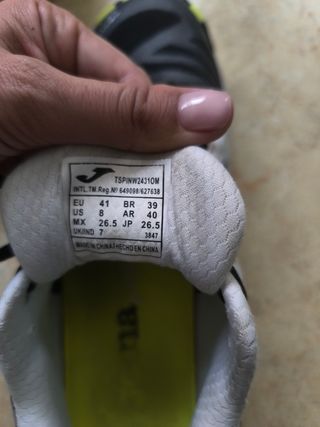 TSPINW2431OM
INTL.TM.Reg.Nº 649098/627638
EU 41 BR 39
US 8 AR 40
MX 26.5 JP 26.5
UK/IND 7 3847
MADE IN CHINA/HECHO EN CHINA